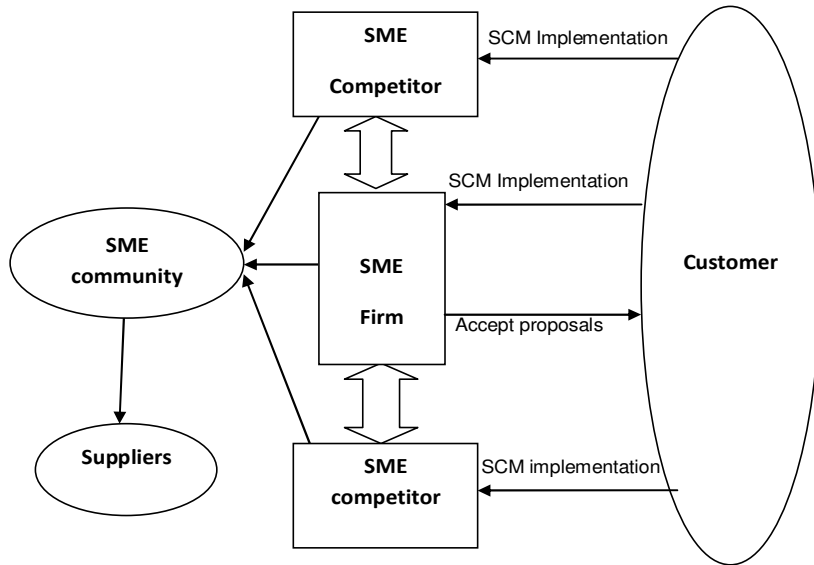 SME
Competitor
SCM Implementation
SCM Implementation
SME
community
SME
Firm
Customer
Accept proposals
Suppliers
SME
competitor
SCM implementation